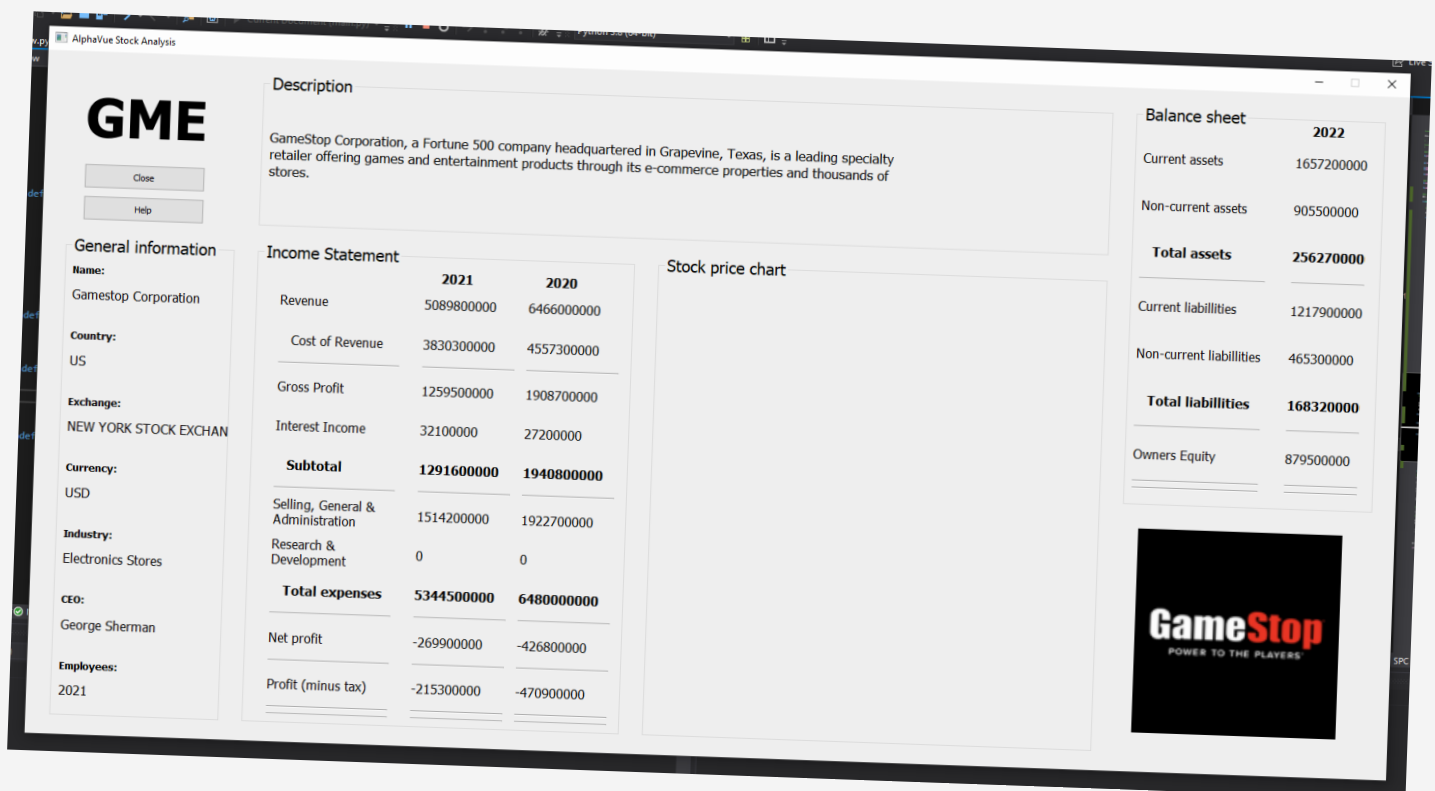 AlphaVue Stock Analysis
GME
Close
Help
Description
GameStop Corporation, a Fortune 500 company headquartered in Grapevine, Texas, is a leading specialty
retailer offering games and entertainment products through its e-commerce properties and thousands of
stores.
General information
Name:
Gamestop Corporation
Country:
US
Exchange:
NEW YORK STOCK EXCHAN
Currency:
USD
Industry:
Electronics Stores
CEO:
George Sherman
Employees:
2021
Income Statement
2021 2020
Revenue 5089800000 6466000000
Cost of Revenue 3830300000 4557300000
Gross Profit 1259500000 1908700000
Interest Income 32100000 27200000
Subtotal 1291600000 1940800000
Selling, General &
Administration 1514200000 1922700000
Research &
Development 0 0
Total expenses 5344500000 6480000000
Net profit -269900000 -426800000
Profit (minus tax) -215300000 -470900000
Stock price chart
Balance sheet
2022
Current assets 1657200000
Non-current assets 905500000
Total assets 256270000
Current liabillities 1217900000
Non-current liabillities 465300000
Total liabillities 168320000
Owners Equity 879500000
GameStop
POWER TO THE PLAYERS
def
def
def
def
SPC